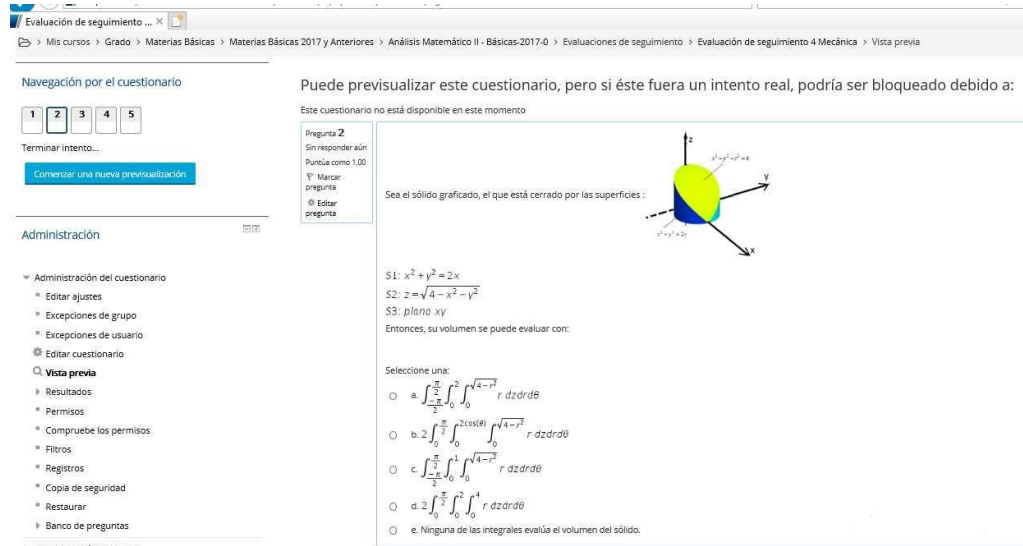 Evaluación de seguimiento ... ×
> Mis cursos > Grado > Materias Básicas > Materias Básicas 2017 y Anteriores > Análisis Matemático II - Básicas-2017-0 > Evaluaciones de seguimiento > Evaluación de seguimiento 4 Mecánica > Vista previa
Navegación por el cuestionario
1 2 3 4 5
Terminar intento...
Comenzar una nueva previsualización
Administración
Administración del cuestionario
Editar ajustes
Excepciones de grupo
Excepciones de usuario
Editar cuestionario
Vista previa
Resultados
Permisos
Compruebe los permisos
Filtros
Registros
Copia de seguridad
Restaurar
Banco de preguntas
Puede previsualizar este cuestionario, pero si éste fuera un intento real, podría ser bloqueado debido a:
Este cuestionario no está disponible en este momento
Pregunta 2
Sin responder aún
Puntúa como 1,00
Marcar
pregunta
Editar
pregunta
Sea el sólido graficado, el que está cerrado por las superficies :
z
x²+y²+z²=4
y
x²+y²=2x
x
S1: x² + y² = 2x
S2: z = √(4 − x² − y²)
S3: plano xy
Entonces, su volumen se puede evaluar con:
Seleccione una:
a. ∫_{-π/2}^{π/2} ∫_0^2 ∫_0^{√(4−r²)} r dzdrdθ
b. 2 ∫_0^{π/2} ∫_0^{2cos(θ)} ∫_0^{√(4−r²)} r dzdrdθ
c. ∫_{-π/2}^{π/2} ∫_0^1 ∫_0^{√(4−r²)} r dzdrdθ
d. 2 ∫_0^{π/2} ∫_0^2 ∫_0^4 r dzdrdθ
e. Ninguna de las integrales evalúa el volumen del sólido.